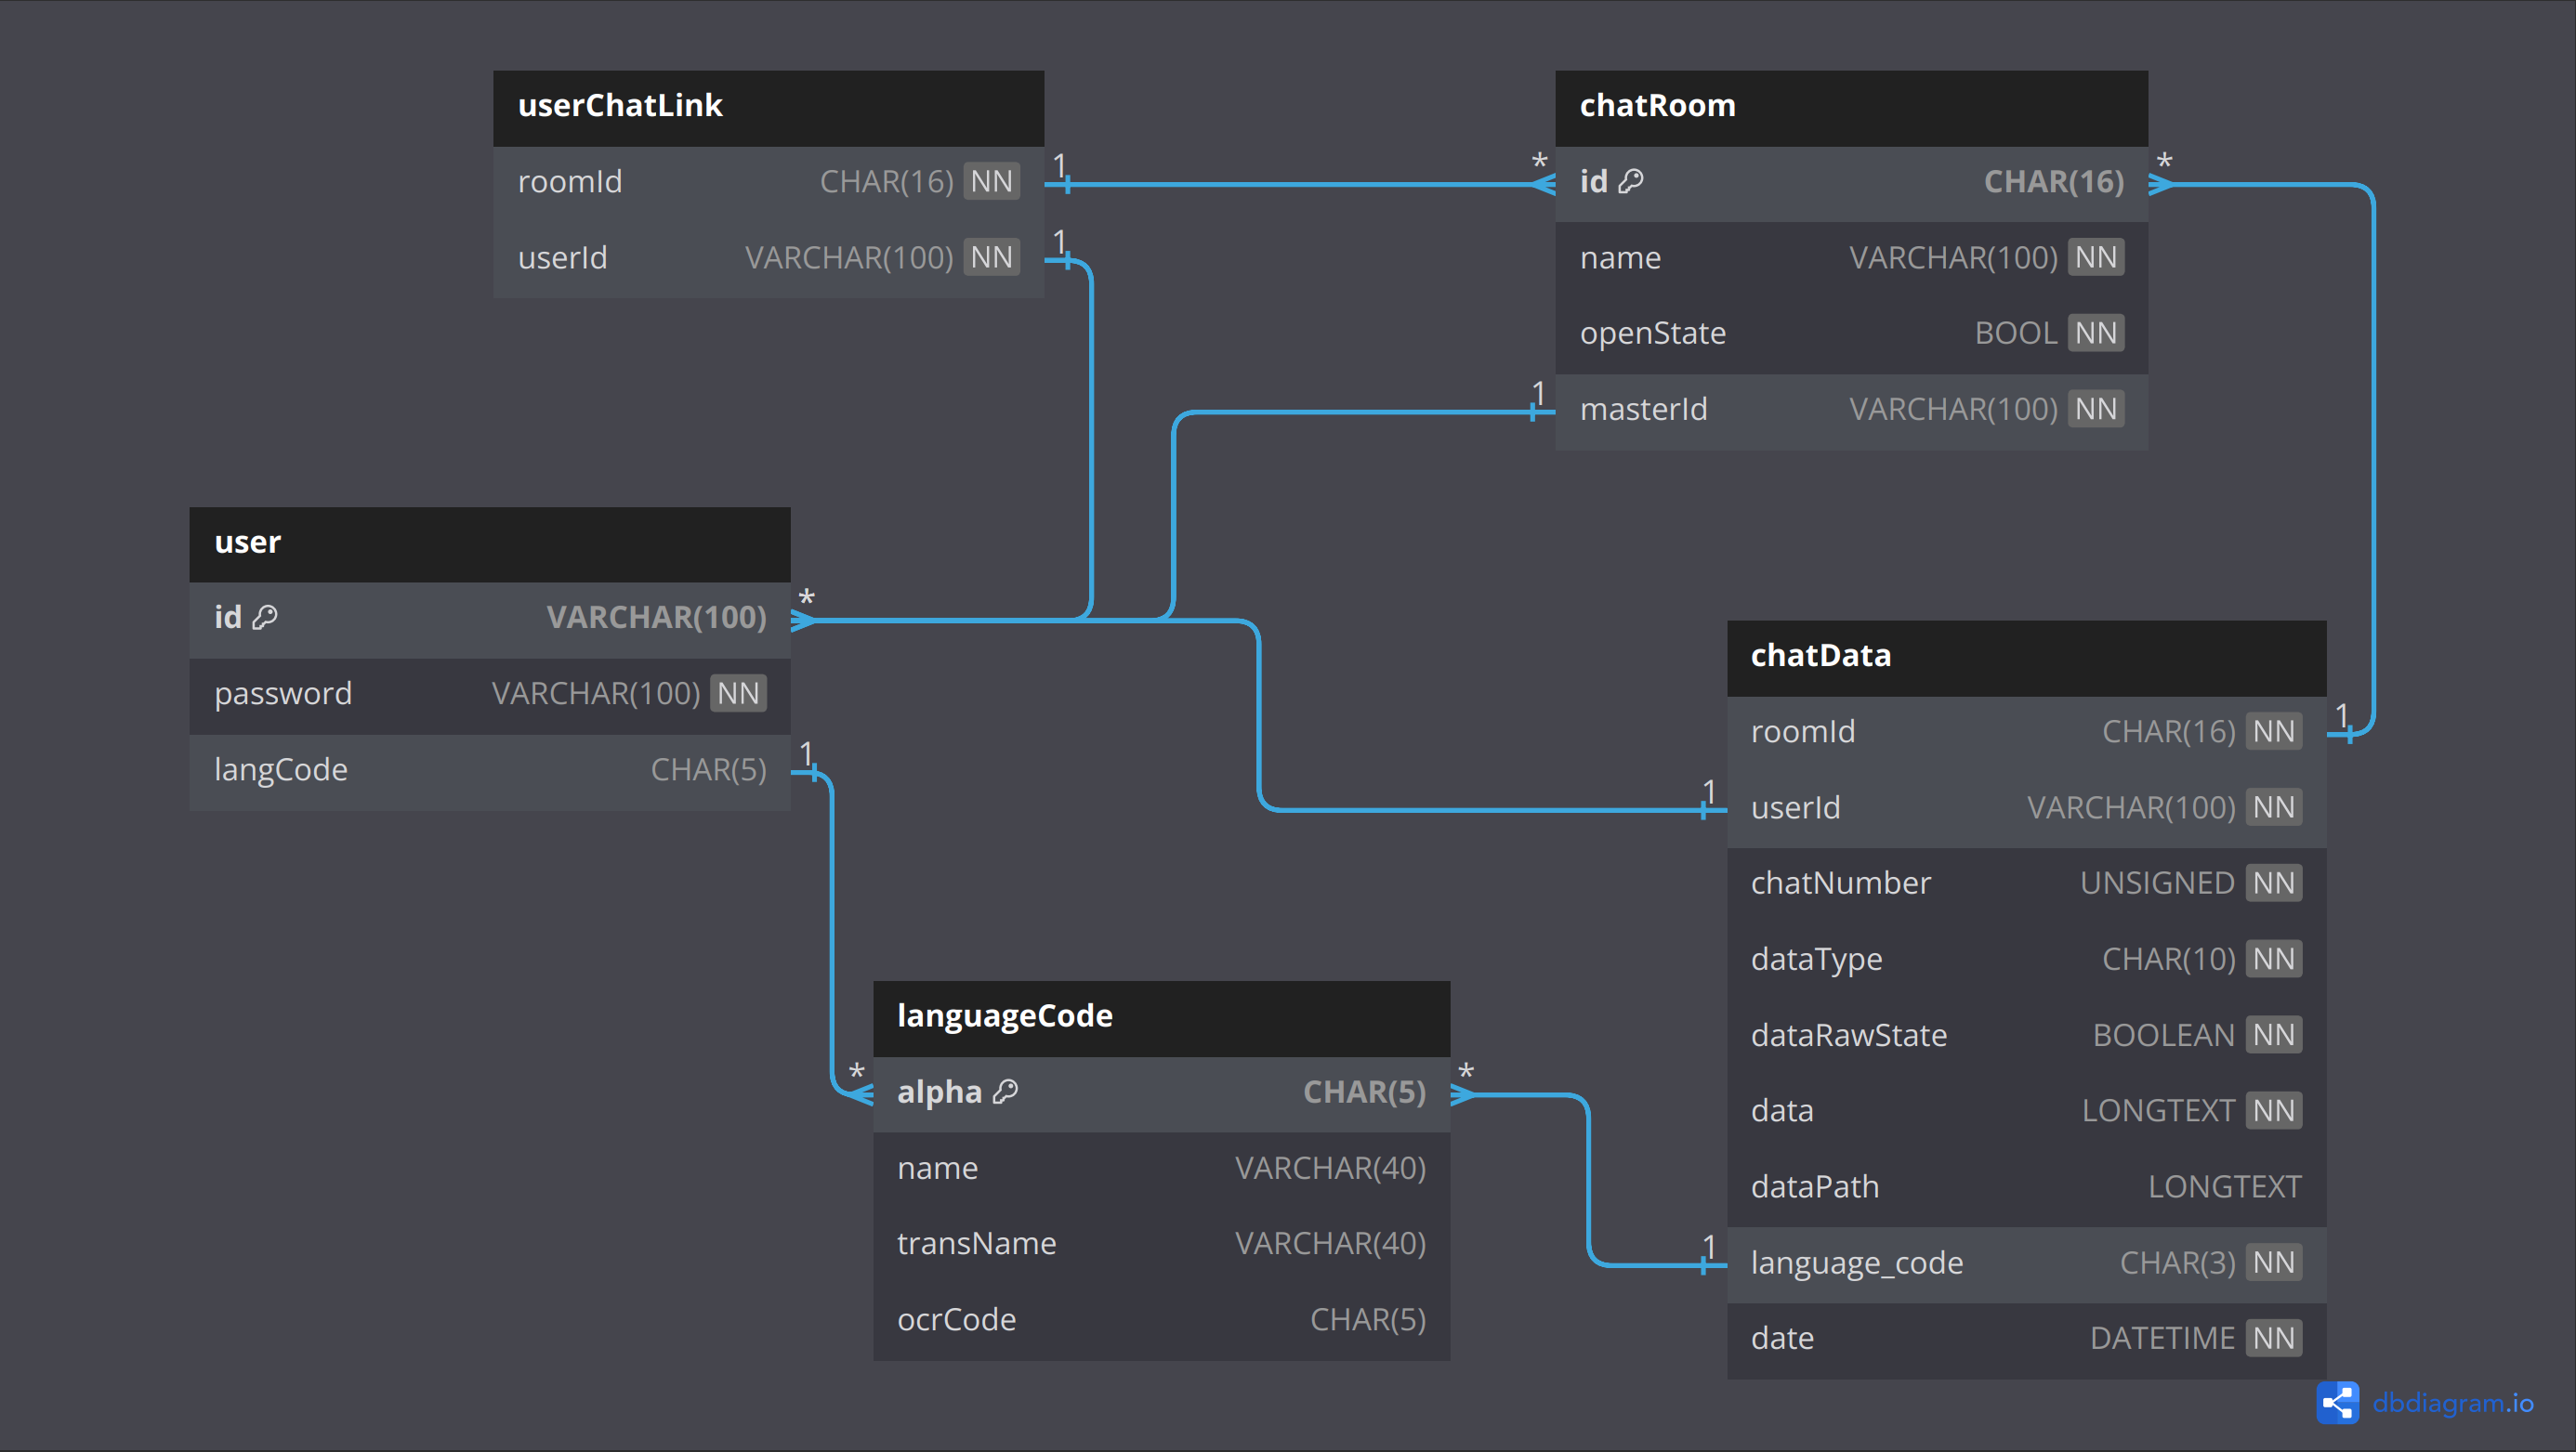 userChatLink
roomId CHAR(16) NN
userId VARCHAR(100) NN
1
1
chatRoom
id CHAR(16)
name VARCHAR(100) NN
openState BOOL NN
masterId VARCHAR(100) NN
*
*
1
user
id VARCHAR(100)
password VARCHAR(100) NN
langCode CHAR(5)
*
1
chatData
roomId CHAR(16) NN
userId VARCHAR(100) NN
chatNumber UNSIGNED NN
dataType CHAR(10) NN
dataRawState BOOLEAN NN
data LONGTEXT NN
dataPath LONGTEXT
language_code CHAR(3) NN
date DATETIME NN
1
1
1
languageCode
alpha CHAR(5)
name VARCHAR(40)
transName VARCHAR(40)
ocrCode CHAR(5)
*
*
dbdiagram.io